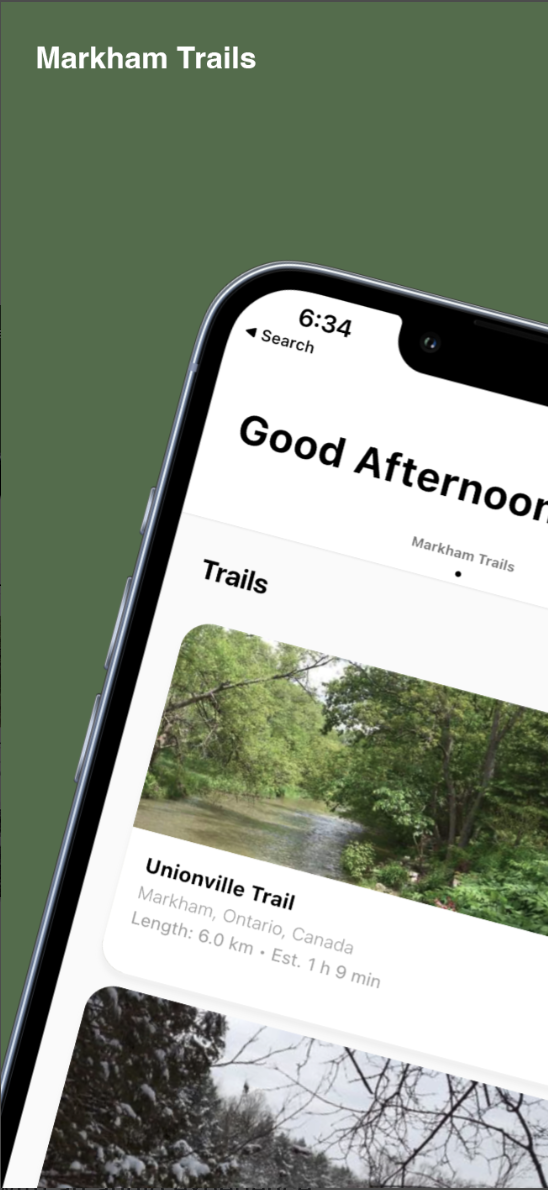 Markham Trails
6:34
◀ Search
Good Afternoon
Markham Trails
Trails
Unionville Trail
Markham, Ontario, Canada
Length: 6.0 km • Est. 1 h 9 min